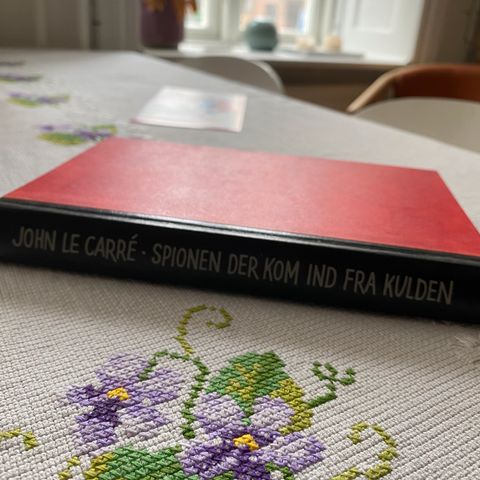 JOHN LE CARRÉ · SPIONEN DER KOM IND FRA KULDEN